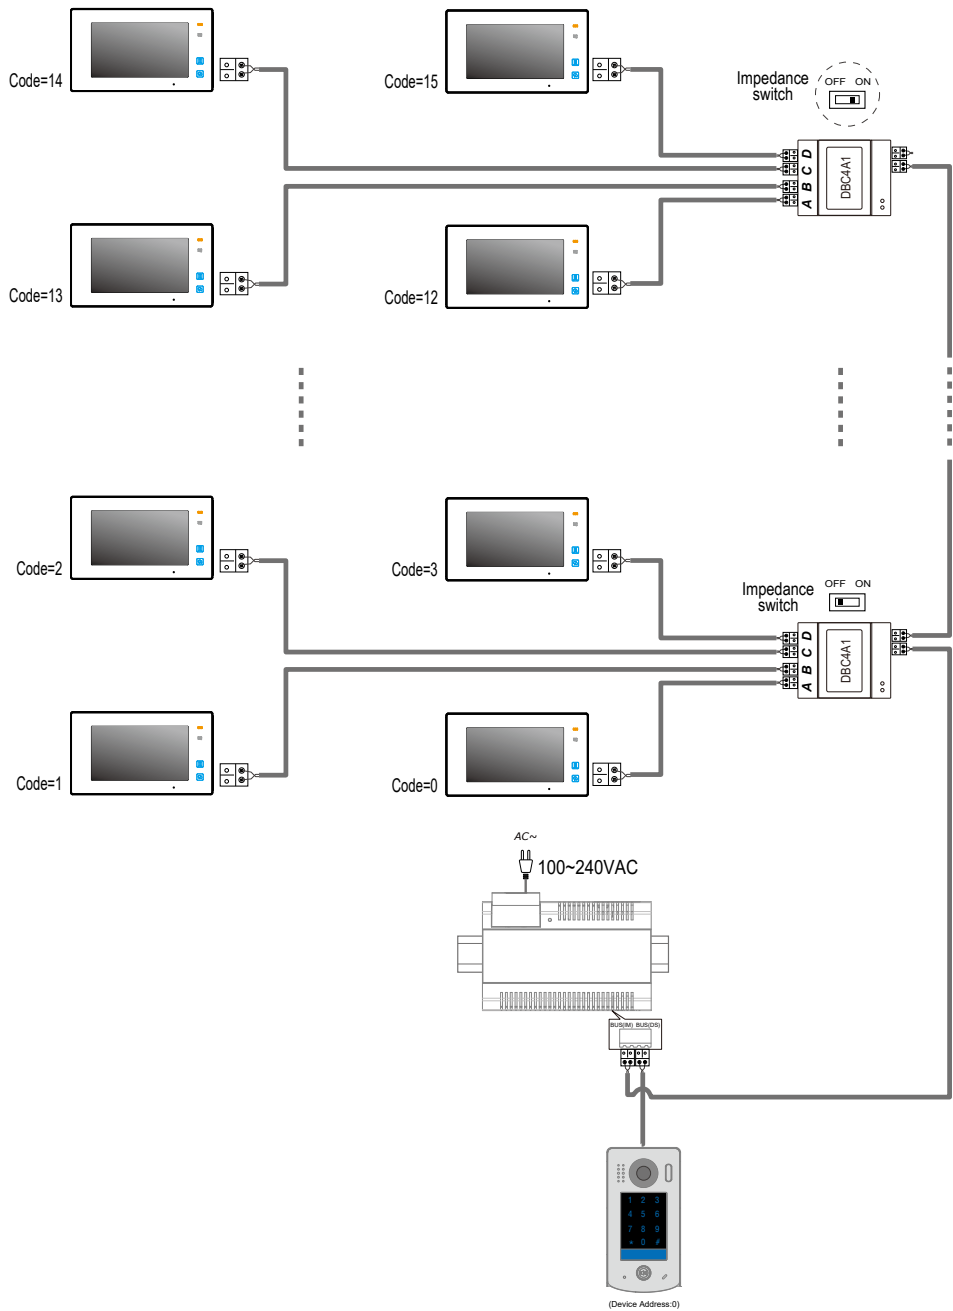 Code=14
Code=15
Impedance
switch
OFF ON
D
C
B
A
DBC4A1
Code=13
Code=12
Code=2
Code=3
Impedance
switch
OFF ON
D
C
B
A
DBC4A1
Code=1
Code=0
AC~
100~240VAC
BUS(IM) BUS(DS)
1 2 3
4 5 6
7 8 9
* 0 #
(Device Address:0)